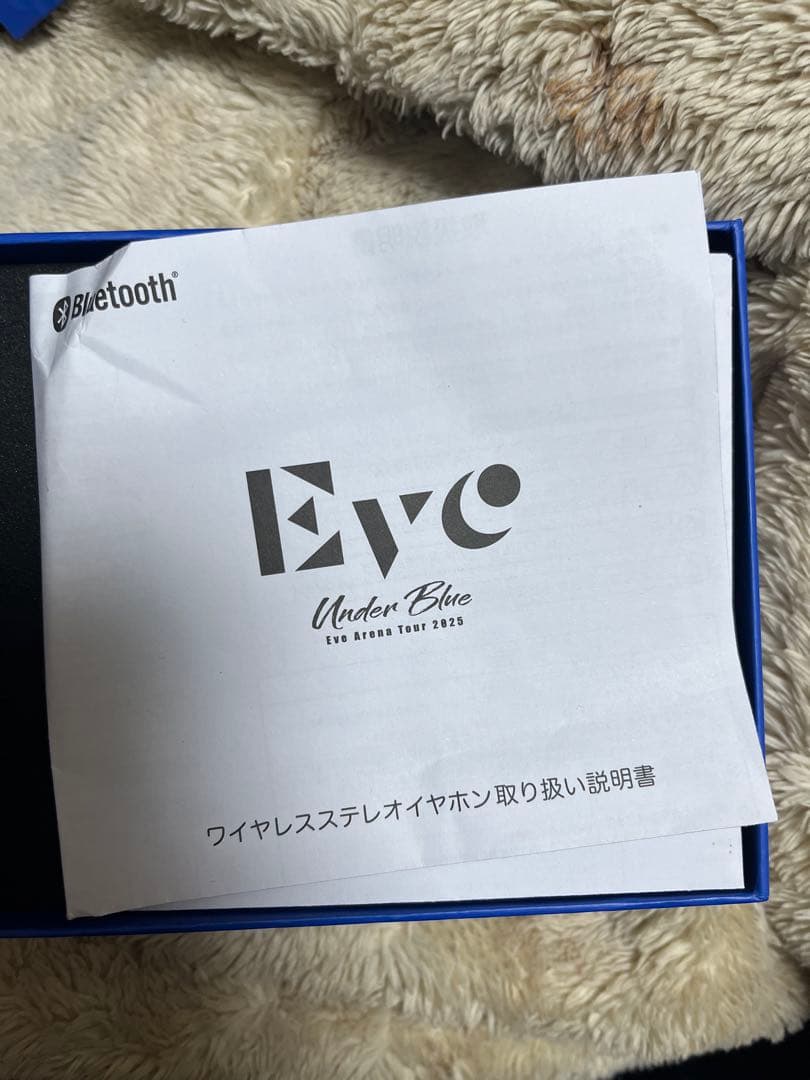 Bluetooth®
Eve
Under Blue
Eve Arena Tour 2025
ワイヤレスステレオイヤホン取り扱い説明書